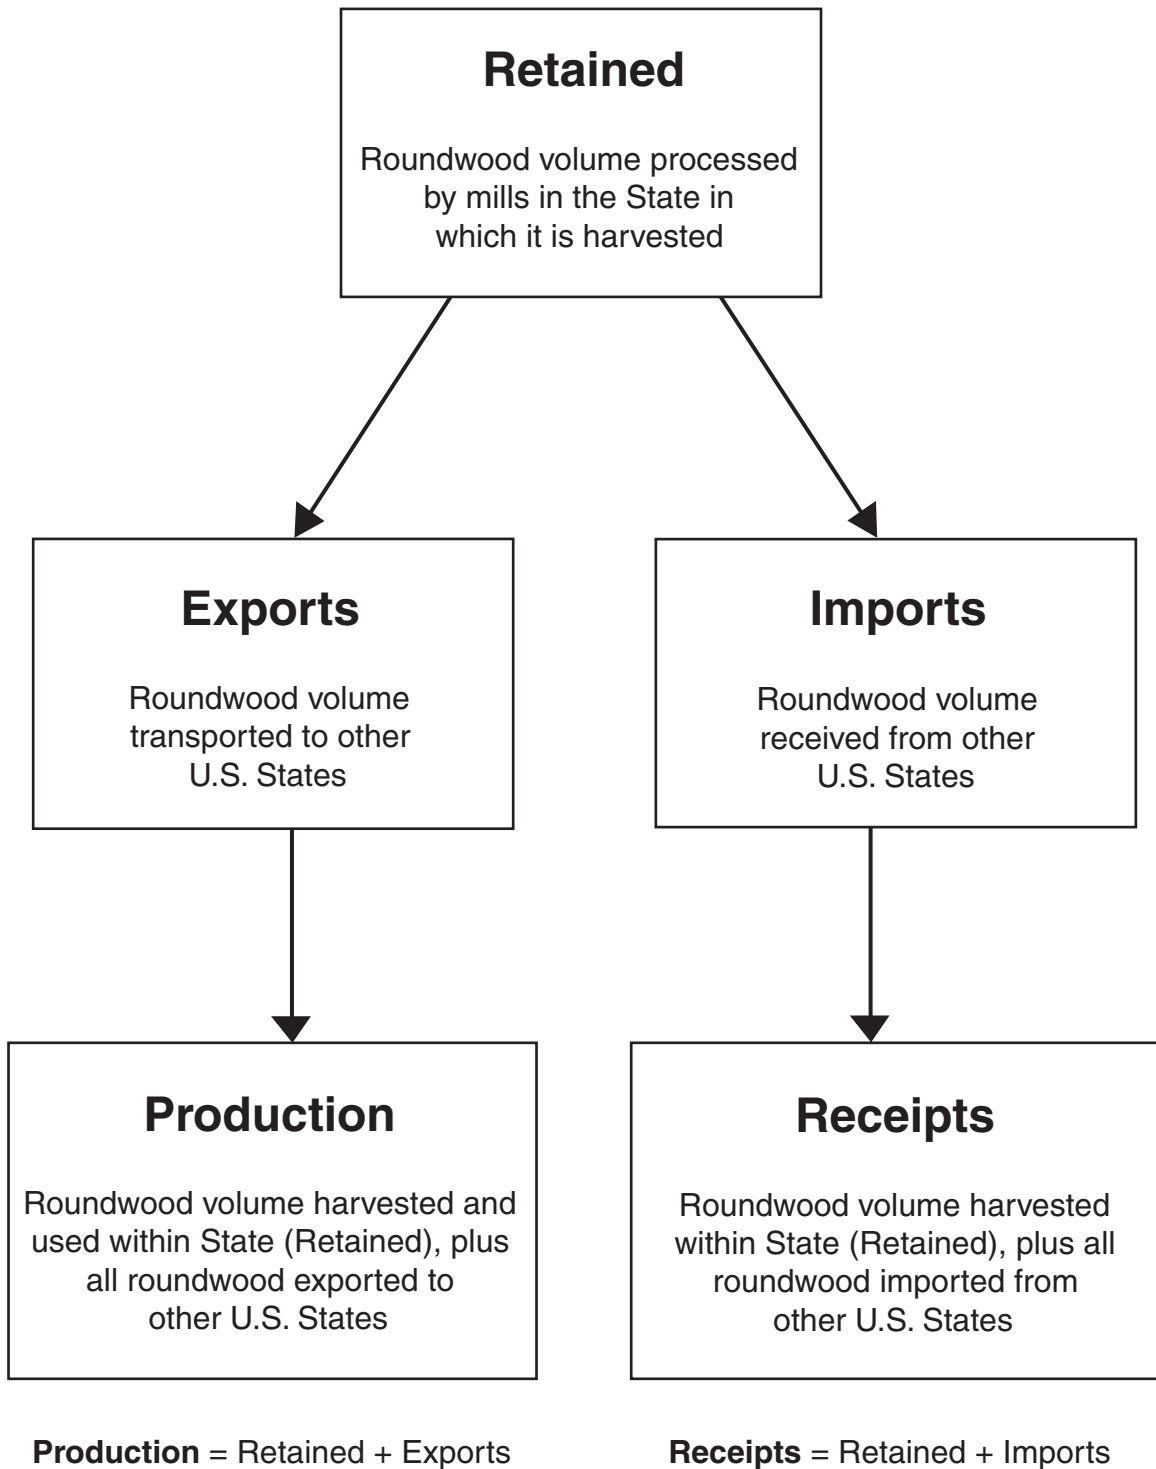 Retained
Roundwood volume processed
by mills in the State in
which it is harvested
Exports
Roundwood volume
transported to other
U.S. States
Imports
Roundwood volume
received from other
U.S. States
Production
Roundwood volume harvested and
used within State (Retained), plus
all roundwood exported to
other U.S. States
Receipts
Roundwood volume harvested
within State (Retained), plus all
roundwood imported from
other U.S. States
Production = Retained + Exports
Receipts = Retained + Imports